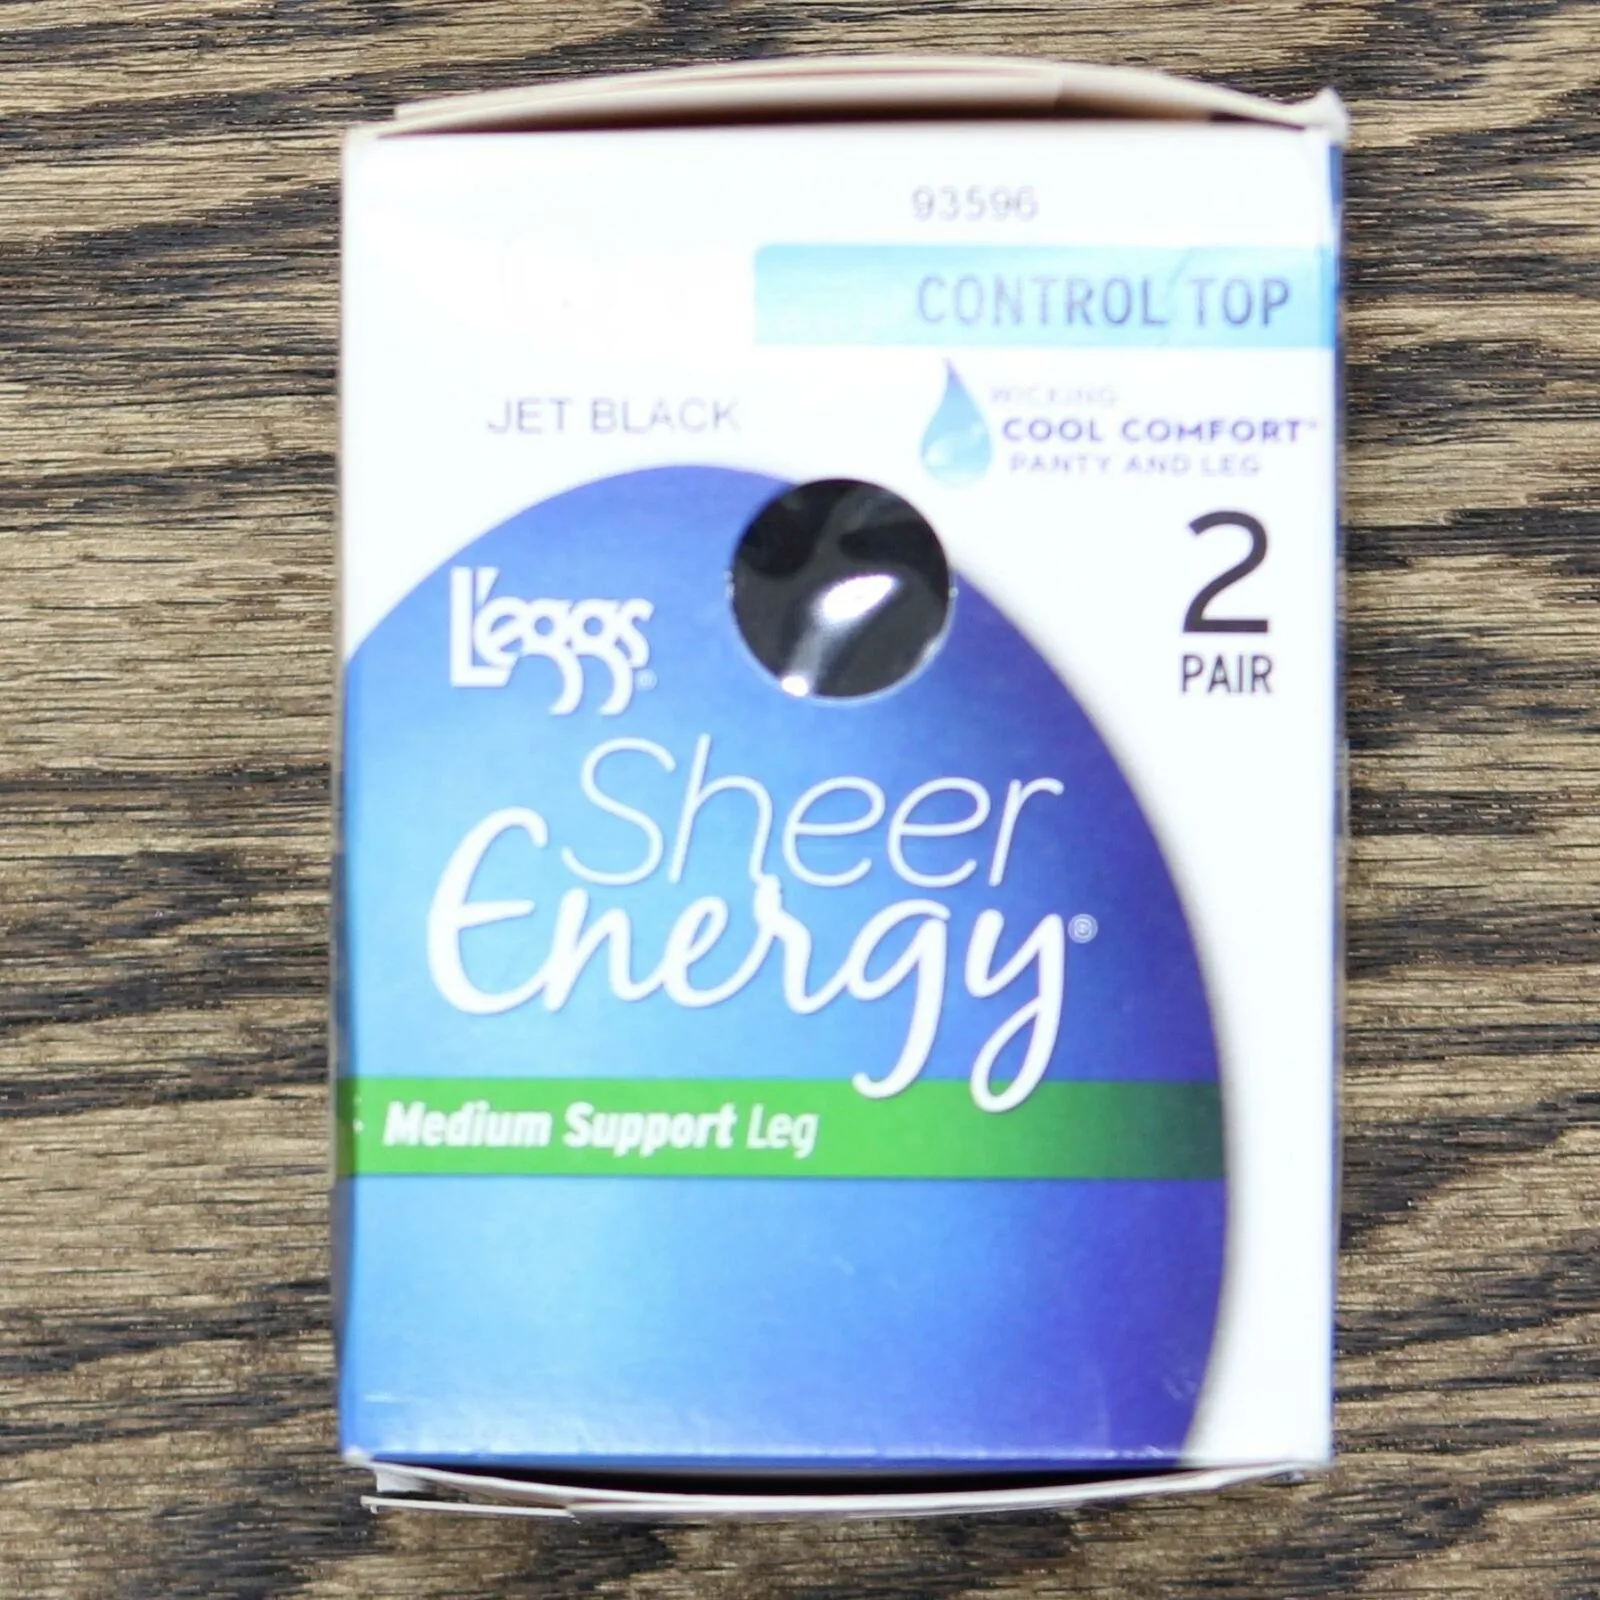 93596
CONTROL TOP
JET BLACK
WICKING
COOL COMFORT
PANTY AND LEG
2
PAIR
L'eggs®
Sheer
Energy®
Medium Support Leg